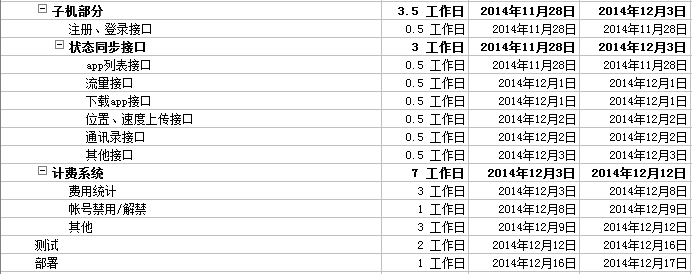 子机部分 3.5 工作日 2014年11月28日 2014年12月3日
注册、登录接口 0.5 工作日 2014年11月28日 2014年11月28日
状态同步接口 3 工作日 2014年11月28日 2014年12月3日
app列表接口 0.5 工作日 2014年11月28日 2014年11月28日
流量接口 0.5 工作日 2014年12月1日 2014年12月1日
下载app接口 0.5 工作日 2014年12月1日 2014年12月1日
位置、速度上传接口 0.5 工作日 2014年12月2日 2014年12月2日
通讯录接口 0.5 工作日 2014年12月2日 2014年12月2日
其他接口 0.5 工作日 2014年12月3日 2014年12月3日
计费系统 7 工作日 2014年12月3日 2014年12月12日
费用统计 3 工作日 2014年12月3日 2014年12月8日
帐号禁用/解禁 1 工作日 2014年12月8日 2014年12月9日
其他 3 工作日 2014年12月9日 2014年12月12日
测试 2 工作日 2014年12月12日 2014年12月16日
部署 1 工作日 2014年12月16日 2014年12月17日